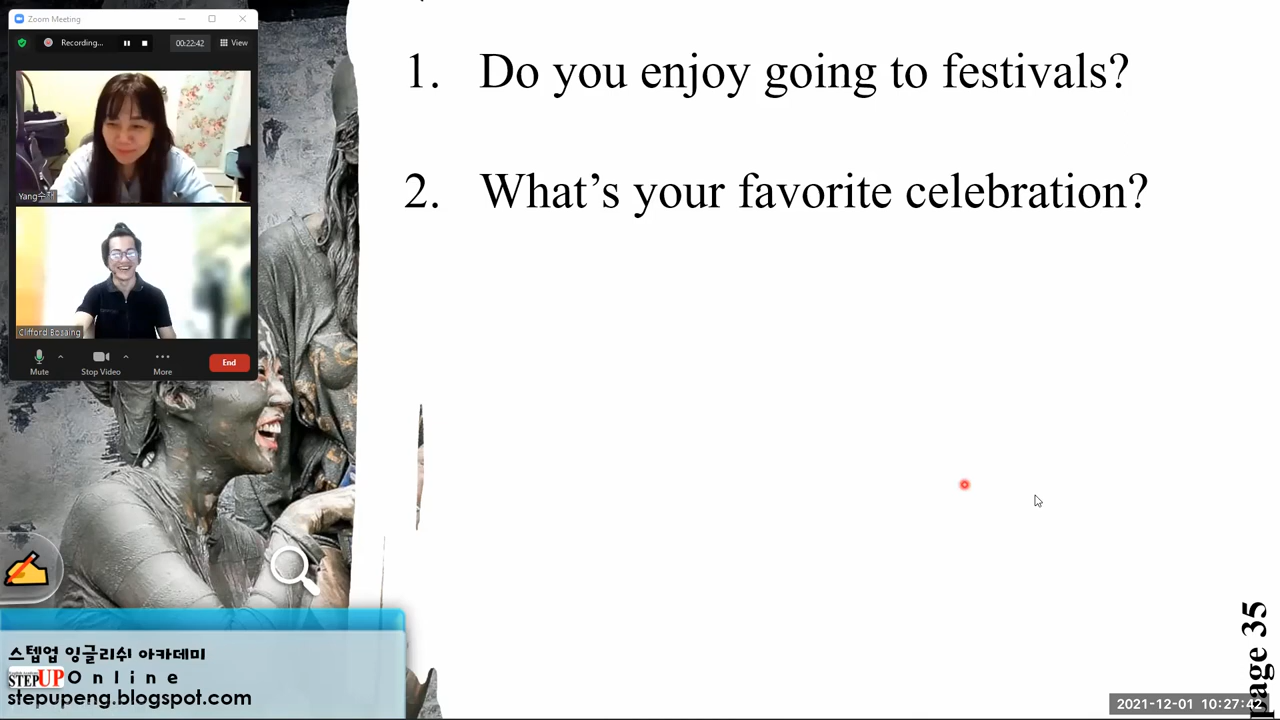 Zoom Meeting
Recording...
00:22:42
View
Clifford Bosaing
Mute
Stop Video
More
End
1. Do you enjoy going to festivals?
2. What’s your favorite celebration?
스텝업 잉글리쉬 아카데미
STEPUP Online
stepupeng.blogspot.com
page 35
2021-12-01 10:27:42